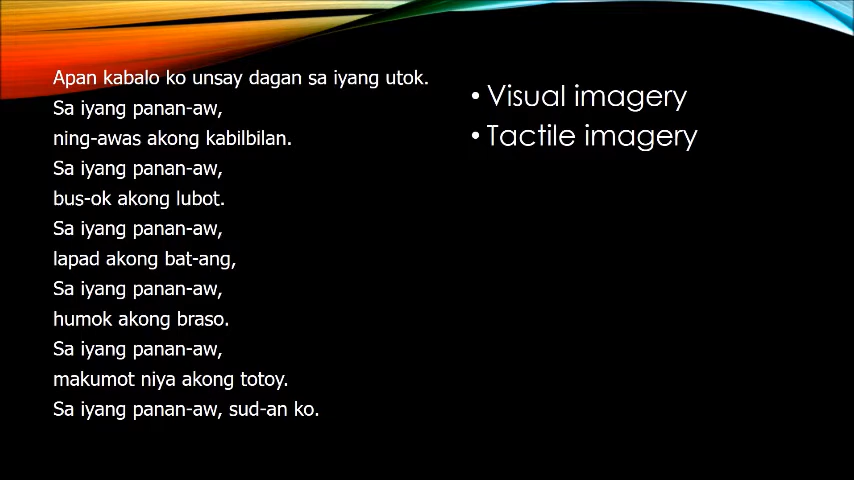 Apan kabalo ko unsay dagan sa iyang utok.
Sa iyang panan-aw,
ning-awas akong kabilbilan.
Sa iyang panan-aw,
bus-ok akong lubot.
Sa iyang panan-aw,
lapad akong bat-ang,
Sa iyang panan-aw,
humok akong braso.
Sa iyang panan-aw,
makumot niya akong totoy.
Sa iyang panan-aw, sud-an ko.
• Visual imagery
• Tactile imagery